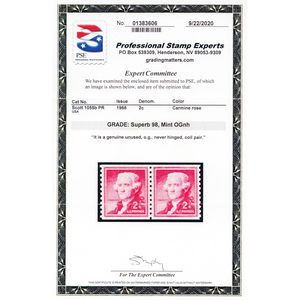 No. 01383606 9/22/2020
PSE
Professional Stamp Experts
PO Box 539309, Henderson, NV 89053-9309
gradingmatters.com
Expert Committee
We have examined the enclosed item submitted to PSE, of which
an image is shown below, and are of the opinion that:
Cat No Issue Denom. Color
Scott 1055b PR 1968 2c Carmine rose
USA
GRADE: Superb 98, Mint OGnh
"It is a genuine unused, o.g., never hinged, coil pair."
2¢ 2¢
For The Expert Committee